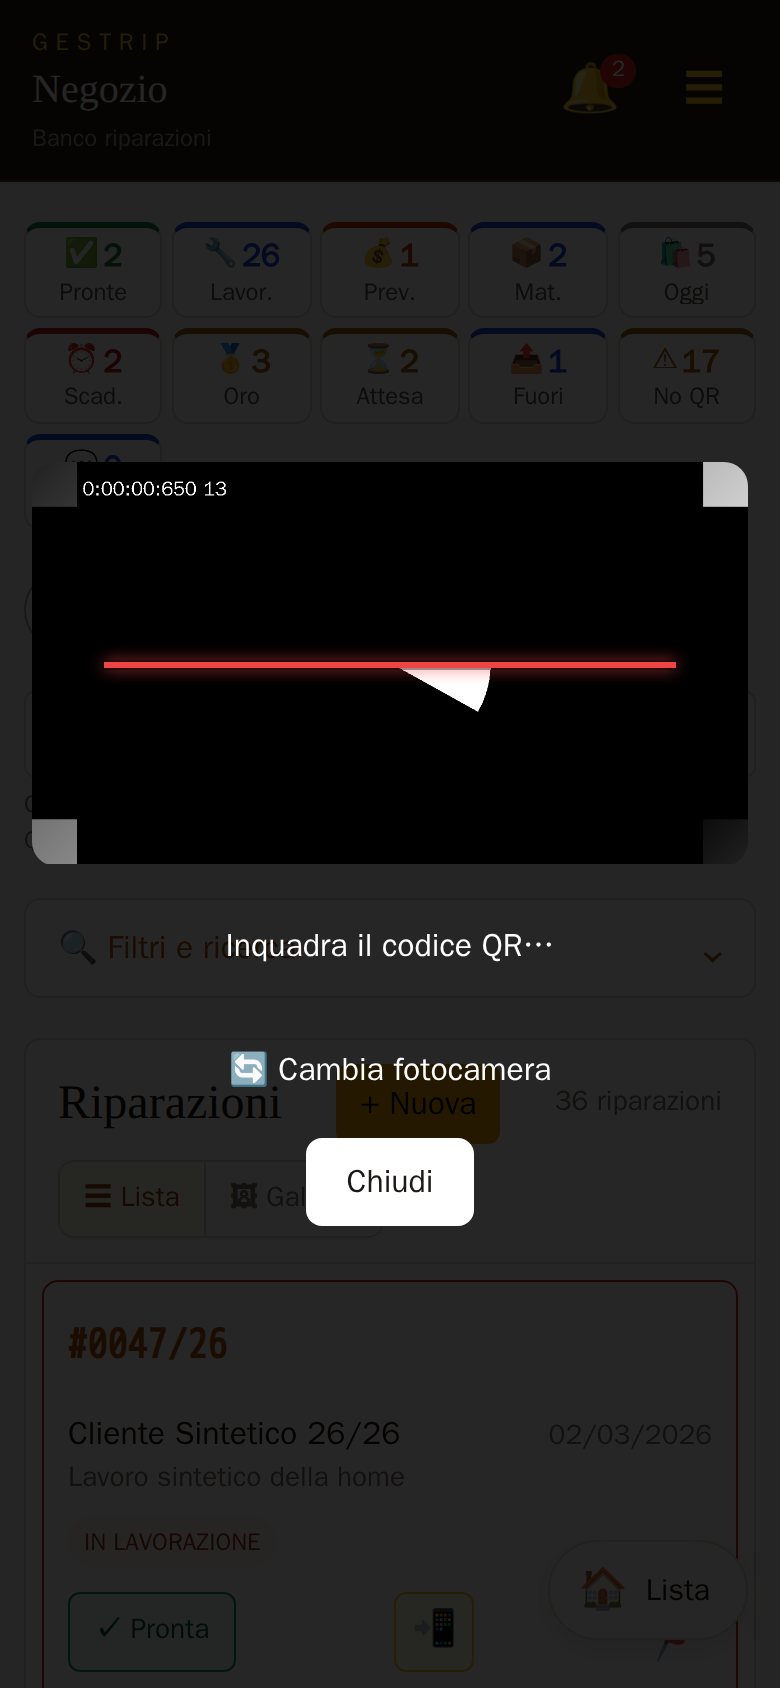 GESTRIP
Negozio
Banco riparazioni
2
2
Pronte
26
Lavor.
1
Prev.
2
Mat.
5
Oggi
2
Scad.
3
Oro
2
Attesa
1
Fuori
17
No QR
0:00:00:650 13
Inquadra il codice QR⋯
Filtri e
Cambia fotocamera
Riparazioni
+ Nuova
36 riparazioni
Lista
Gal
Chiudi
#0047/26
Cliente Sintetico 26/26
02/03/2026
Lavoro sintetico della home
IN LAVORAZIONE
✓ Pronta
Lista